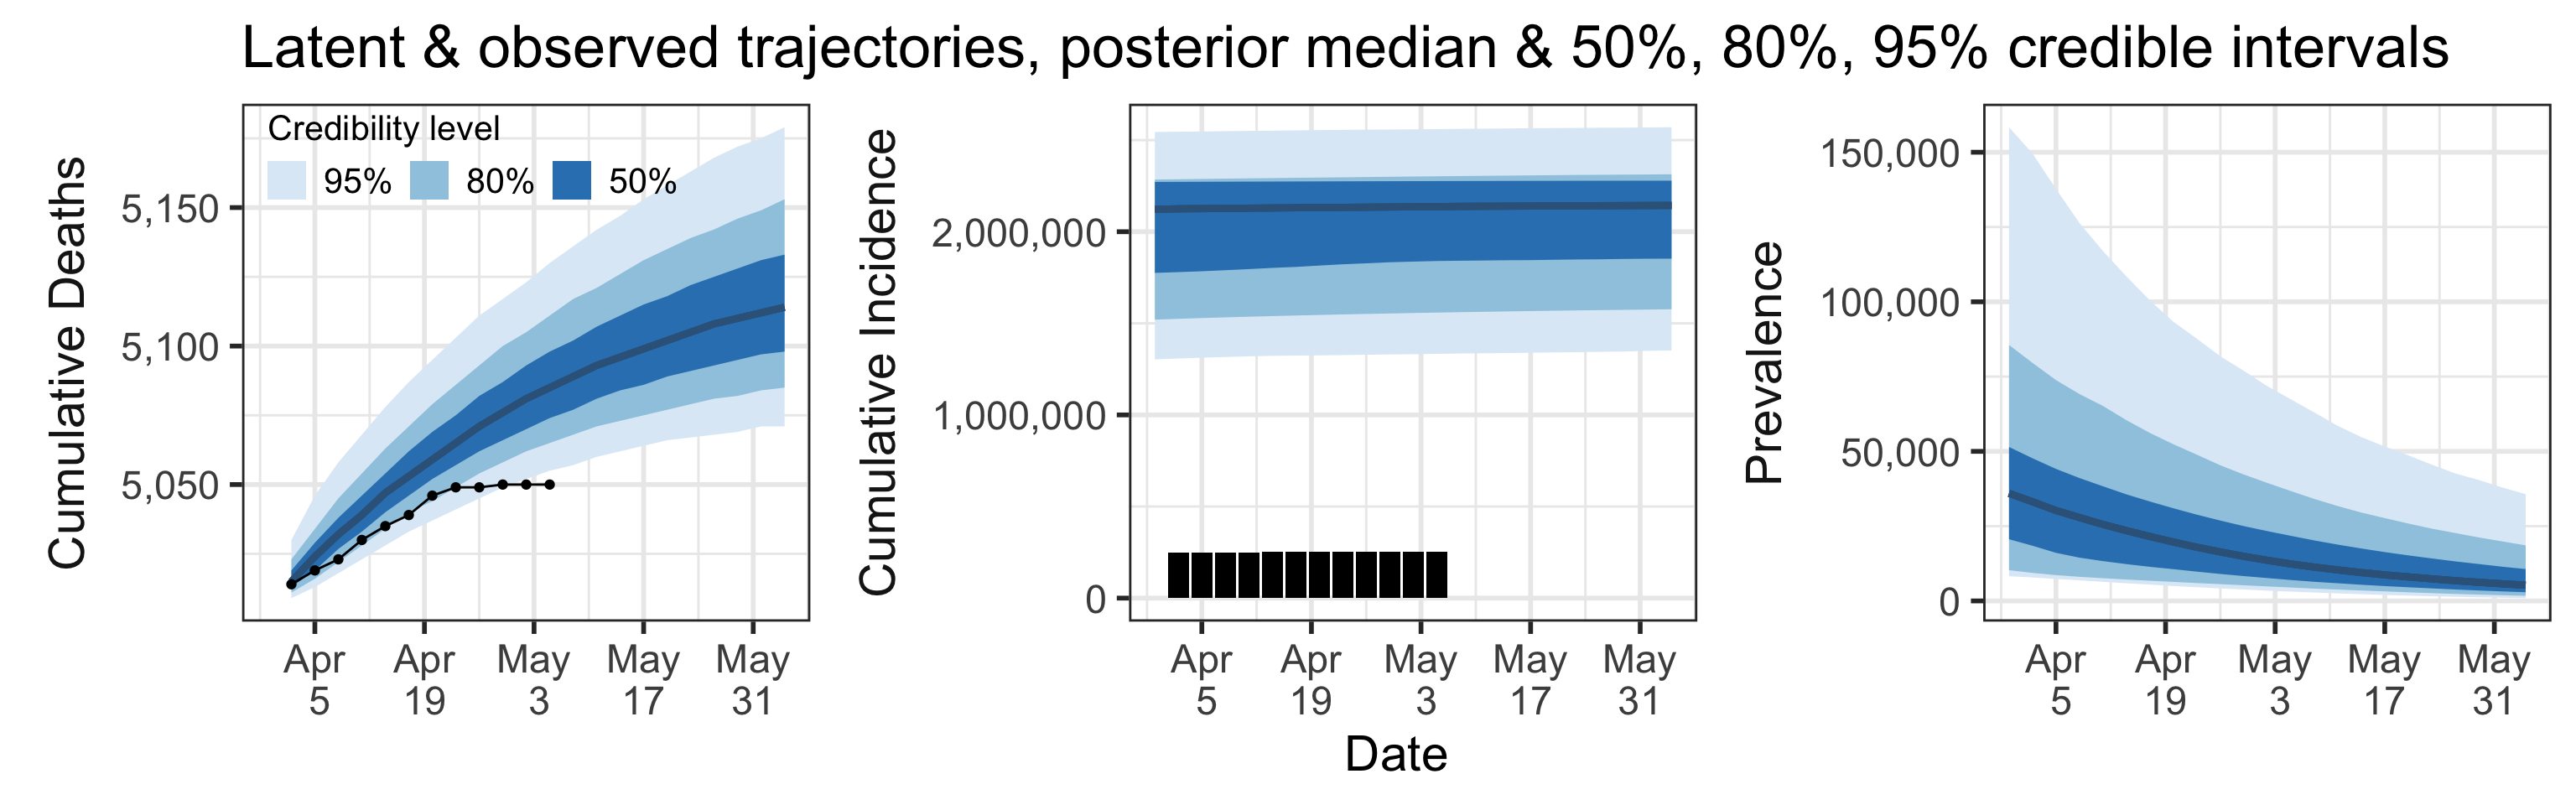 Latent & observed trajectories, posterior median & 50%, 80%, 95% credible intervals
Cumulative Deaths
Credibility level
95% 80% 50%
5,150
5,100
5,050
Apr 5
Apr 19
May 3
May 17
May 31
Cumulative Incidence
2,000,000
1,000,000
0
Apr 5
Apr 19
May 3
May 17
May 31
Prevalence
150,000
100,000
50,000
0
Apr 5
Apr 19
May 3
May 17
May 31
Date